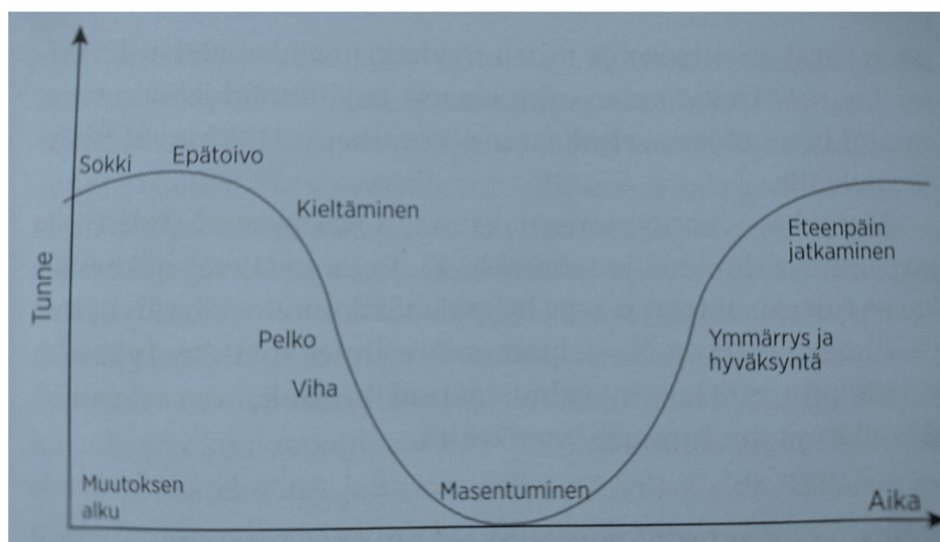 Sokki
Epätoivo
Kieltäminen
Eteenpäin
jatkaminen
Tunne
Pelko
Ymmärrys ja
hyväksyntä
Viha
Muutoksen
alku
Masentuminen
Aika